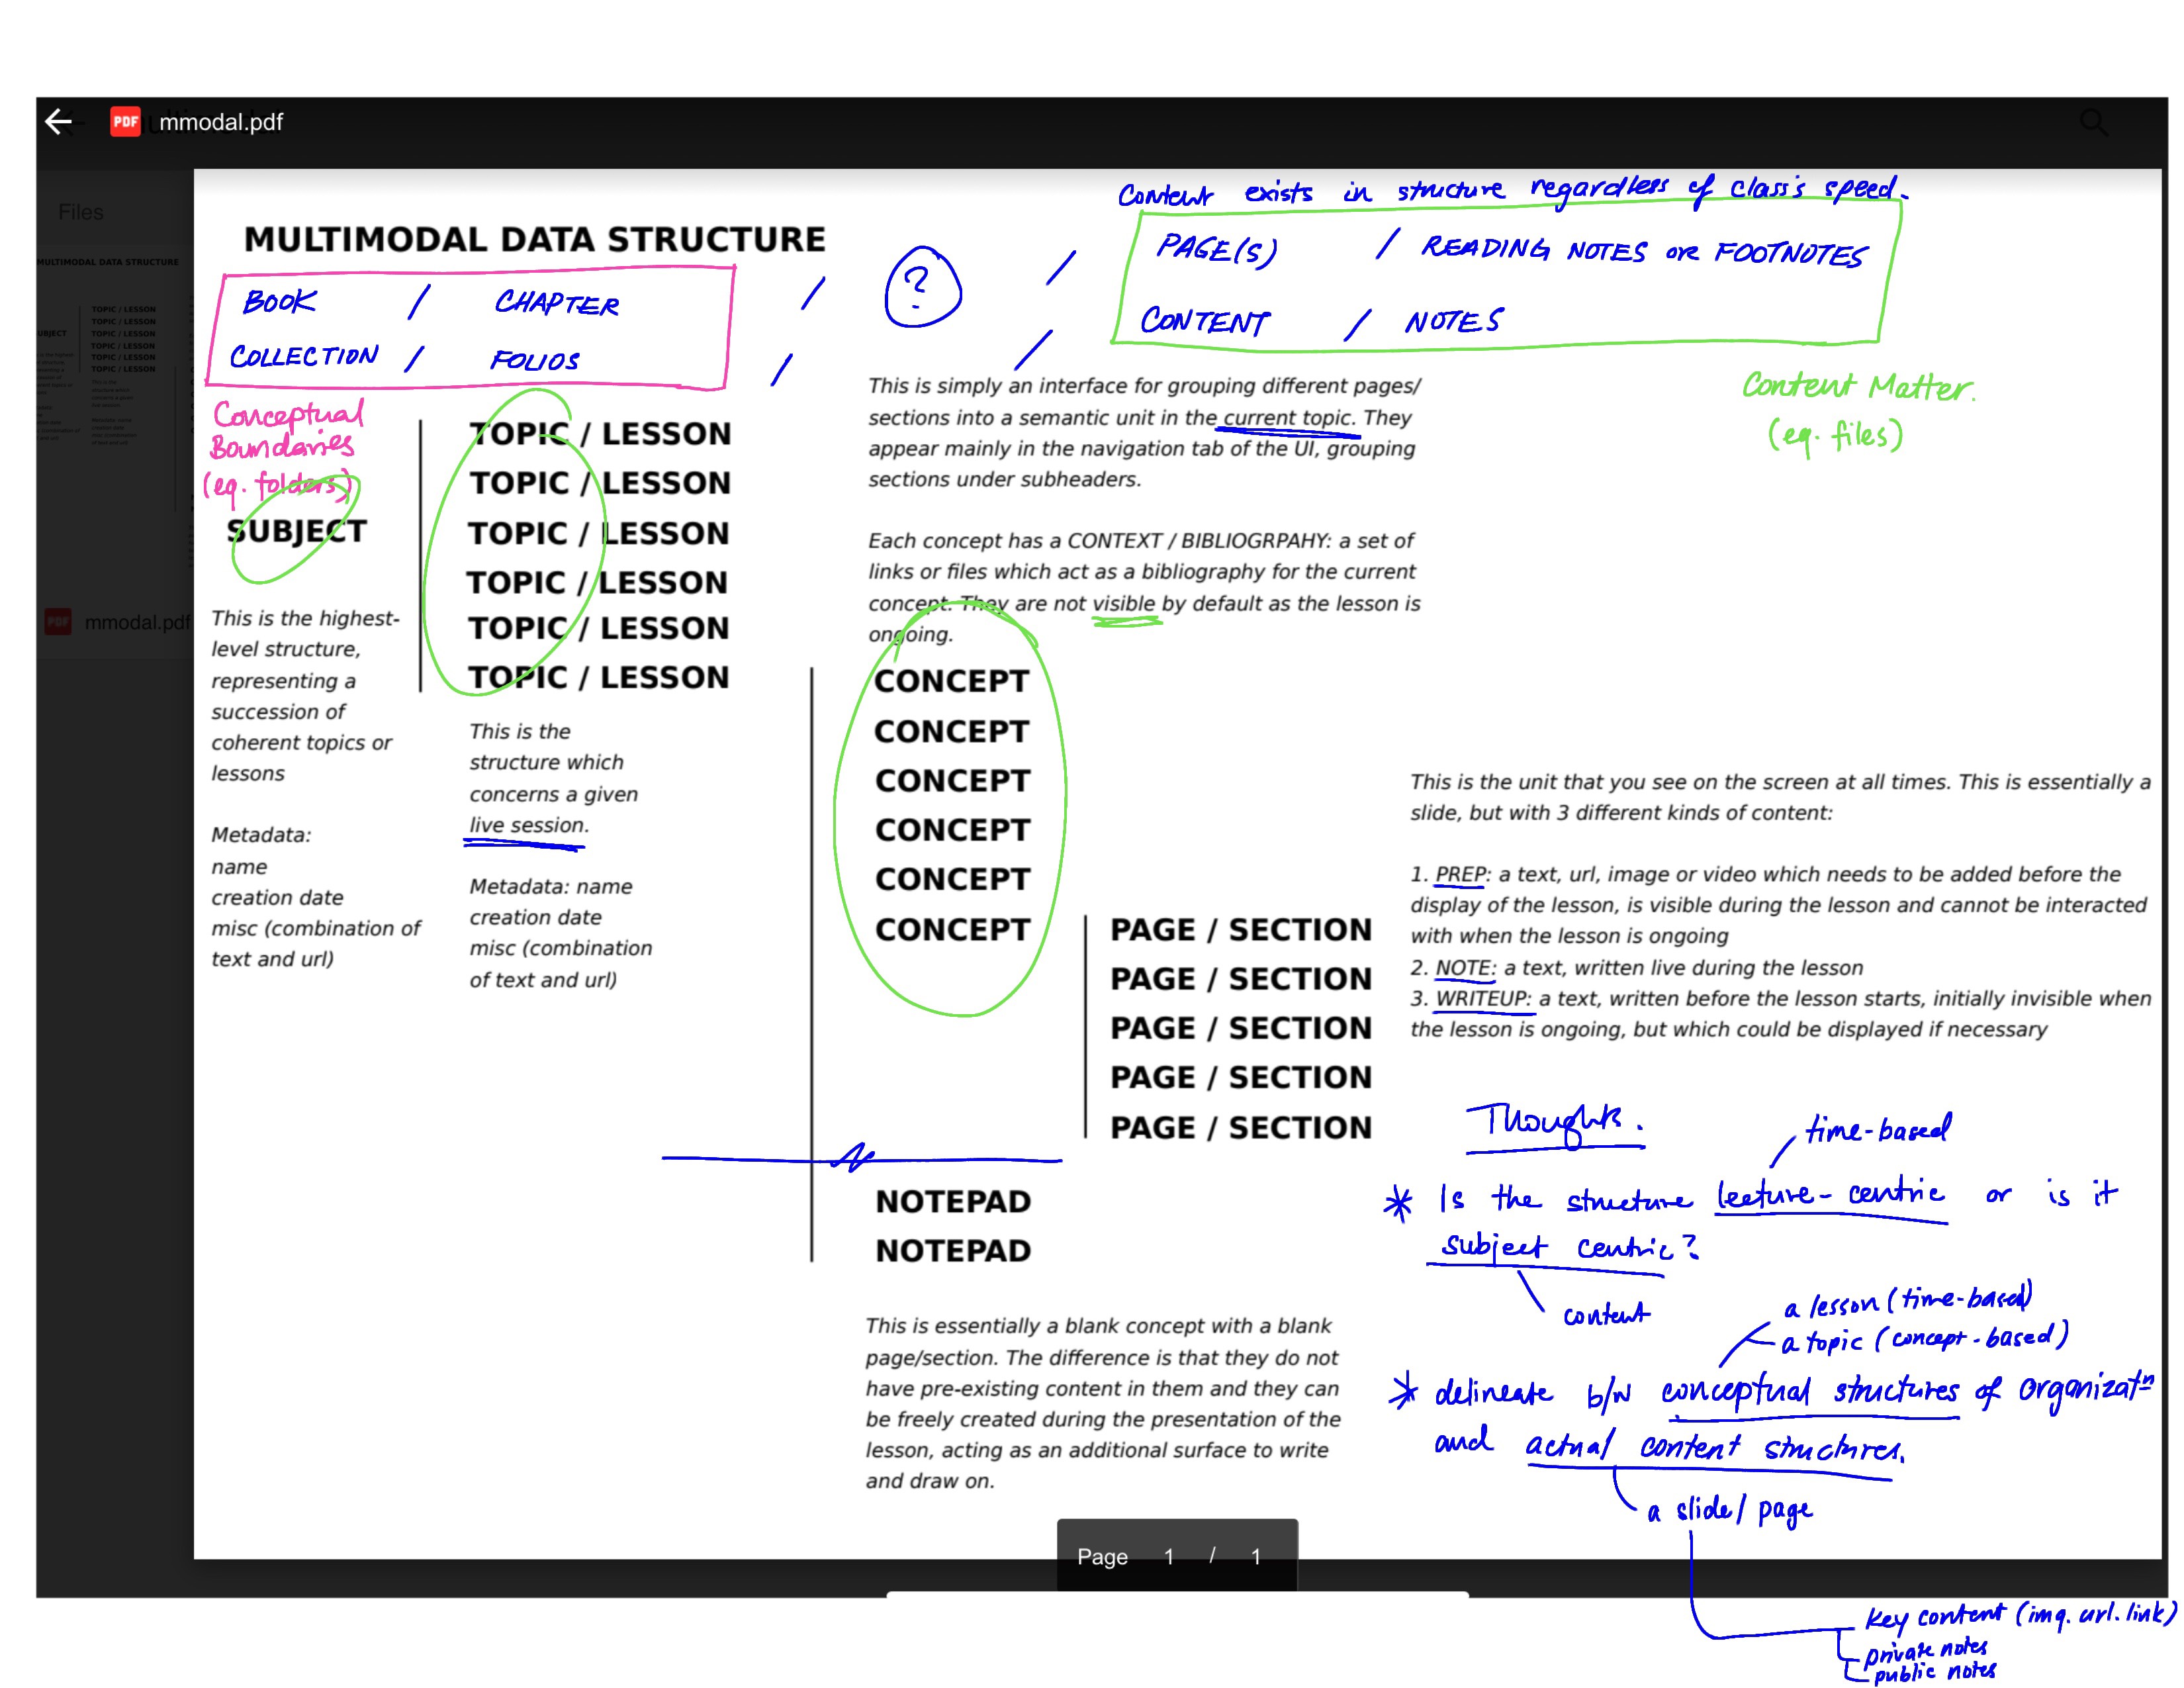 mmodal.pdf
Files
Content exists in structure regardless of class's speed.
MULTIMODAL DATA STRUCTURE
BOOK / CHAPTER / ? / PAGE(S) / READING NOTES OR FOOTNOTES
COLLECTION / FOLIOS / / CONTENT / NOTES
Conceptual
Boundaries
(eg. folders)
Content Matter.
(eg. files)
SUBJECT
This is the highest-
level structure,
representing a
succession of
coherent topics or
lessons
Metadata:
name
creation date
misc (combination of
text and url)
TOPIC / LESSON
TOPIC / LESSON
TOPIC / LESSON
TOPIC / LESSON
TOPIC / LESSON
TOPIC / LESSON
This is the
structure which
concerns a given
live session.
Metadata: name
creation date
misc (combination
of text and url)
This is simply an interface for grouping different pages/
sections into a semantic unit in the current topic. They
appear mainly in the navigation tab of the UI, grouping
sections under subheaders.
Each concept has a CONTEXT / BIBLIOGRPAHY: a set of
links or files which act as a bibliography for the current
concept. They are not visible by default as the lesson is
ongoing.
CONCEPT
CONCEPT
CONCEPT
CONCEPT
CONCEPT
CONCEPT
PAGE / SECTION
PAGE / SECTION
PAGE / SECTION
PAGE / SECTION
PAGE / SECTION
This is the unit that you see on the screen at all times. This is essentially a
slide, but with 3 different kinds of content:
1. PREP: a text, url, image or video which needs to be added before the
display of the lesson, is visible during the lesson and cannot be interacted
with when the lesson is ongoing
2. NOTE: a text, written live during the lesson
3. WRITEUP: a text, written before the lesson starts, initially invisible when
the lesson is ongoing, but which could be displayed if necessary
NOTEPAD
NOTEPAD
This is essentially a blank concept with a blank
page/section. The difference is that they do not
have pre-existing content in them and they can
be freely created during the presentation of the
lesson, acting as an additional surface to write
and draw on.
Thoughts.
time-based
* Is the structure lecture-centric or is it
subject centric?
content
a lesson (time-based)
a topic (concept-based)
* delineate b/w conceptual structures of organizatn
and actual content structures.
a slide/page
key content (img. url. link)
private notes
public notes
Page 1 / 1
MULTIMODAL DATA STRUCTURE
TOPIC / LESSON
TOPIC / LESSON
TOPIC / LESSON
TOPIC / LESSON
TOPIC / LESSON
TOPIC / LESSON
mmodal.pdf